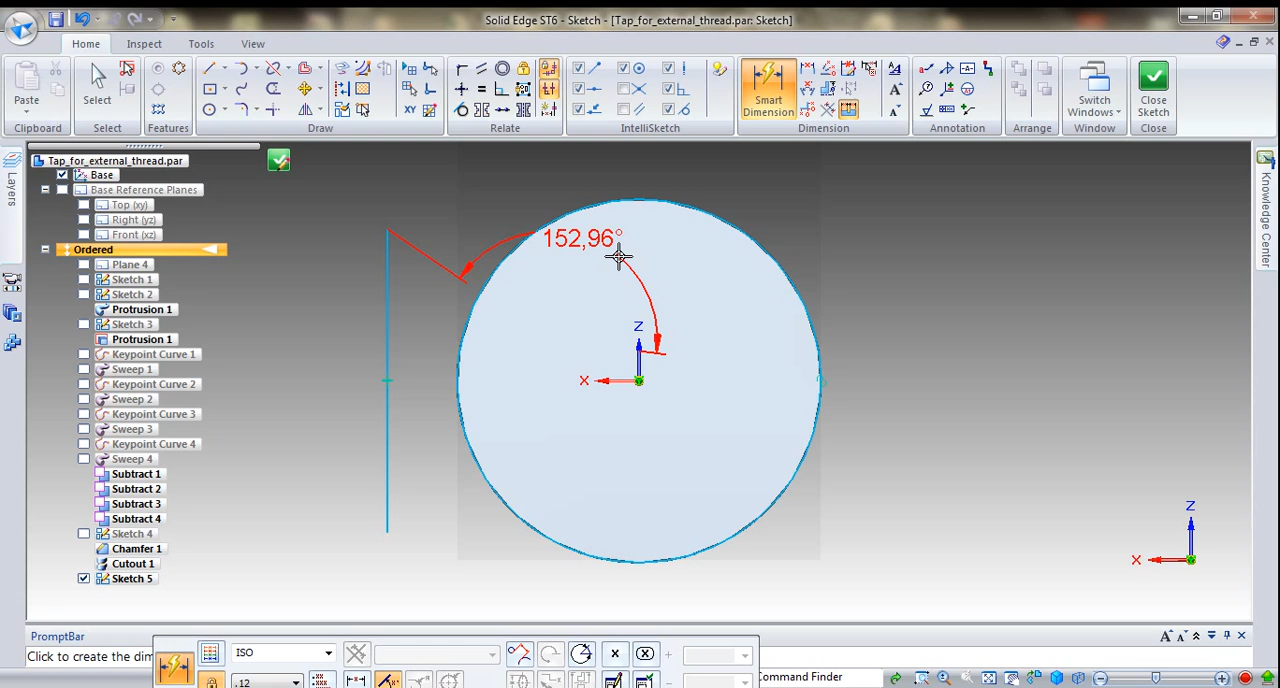 Solid Edge ST6 - Sketch - [Tap_for_external_thread.par: Sketch]
Home Inspect Tools View
Paste
Select
Smart Dimension
Switch Windows
Close Sketch
Clipboard Select Features Draw Relate IntelliSketch Dimension Annotation Arrange Window Close
Layers
Knowledge Center
Tap_for_external_thread.par
Base
Base Reference Planes
Top (xy)
Right (yz)
Front (xz)
Ordered
Plane 4
Sketch 1
Sketch 2
Protrusion 1
Sketch 3
Protrusion 1
Keypoint Curve 1
Sweep 1
Keypoint Curve 2
Sweep 2
Keypoint Curve 3
Sweep 3
Keypoint Curve 4
Sweep 4
Subtract 1
Subtract 2
Subtract 3
Subtract 4
Sketch 4
Chamfer 1
Cutout 1
Sketch 5
152,96°
Z
X
Z
X
PromptBar
Click to create the dim
ISO
.12
Command Finder